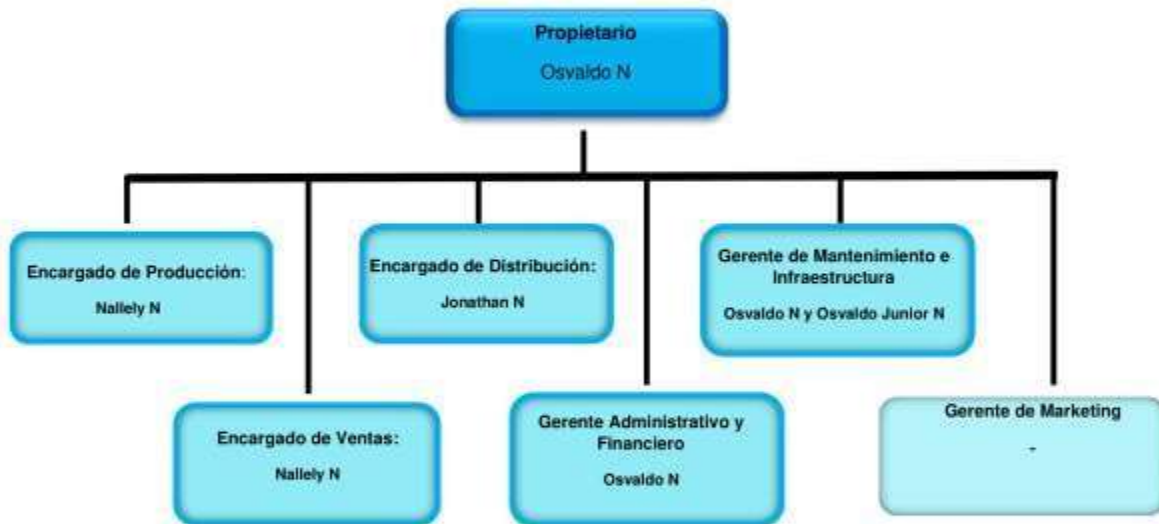 Propietario
Osvaldo N
Encargado de Producción:
Nallely N
Encargado de Distribución:
Jonathan N
Gerente de Mantenimiento e
Infraestructura
Osvaldo N y Osvaldo Junior N
Encargado de Ventas:
Nallely N
Gerente Administrativo y
Financiero
Osvaldo N
Gerente de Marketing
-